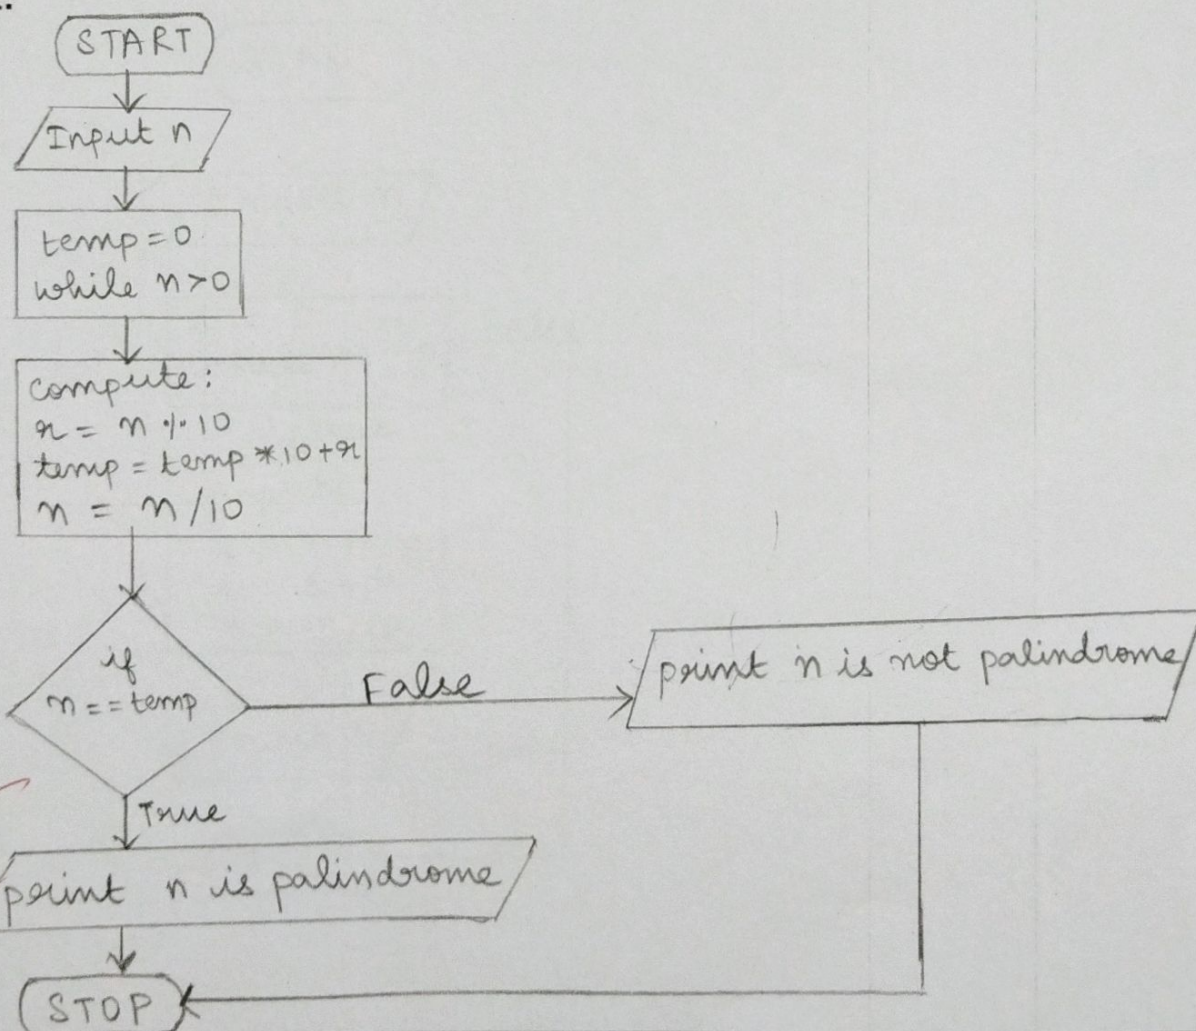 START
Input n
temp = 0
while n>0
compute:
r = n % 10
temp = temp * 10 + r
n = n / 10
if
n == temp
False
print n is not palindrome
True
print n is palindrome
STOP